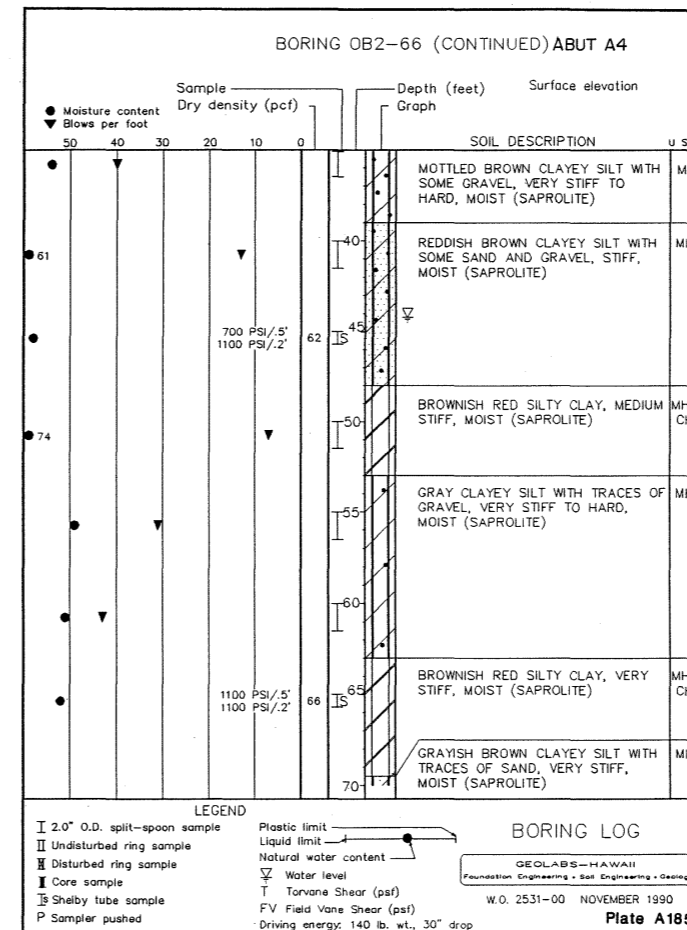 BORING OB2-66 (CONTINUED) ABUT A4
Sample
Depth (feet)
Surface elevation
Moisture content
Dry density (pcf)
Graph
Blows per foot
50 40 30 20 10 0
SOIL DESCRIPTION
MOTTLED BROWN CLAYEY SILT WITH
SOME GRAVEL, VERY STIFF TO
HARD, MOIST (SAPROLITE)
40
61
REDDISH BROWN CLAYEY SILT WITH
SOME SAND AND GRAVEL, STIFF,
MOIST (SAPROLITE)
45
700 PSI/.5'
1100 PSI/.2'
62
S
50
74
BROWNISH RED SILTY CLAY, MEDIUM
STIFF, MOIST (SAPROLITE)
MH
55
GRAY CLAYEY SILT WITH TRACES OF
GRAVEL, VERY STIFF TO HARD,
MOIST (SAPROLITE)
60
65
1100 PSI/.5'
1100 PSI/.2'
66
S
BROWNISH RED SILTY CLAY, VERY
STIFF, MOIST (SAPROLITE)
MH
GRAYISH BROWN CLAYEY SILT WITH
TRACES OF SAND, VERY STIFF,
MOIST (SAPROLITE)
70
LEGEND
2.0" O.D. split-spoon sample
Undisturbed ring sample
Disturbed ring sample
Core sample
Shelby tube sample
P Sampler pushed
Plastic limit
Liquid limit
Natural water content
Water level
T Torvane Shear (psf)
FV Field Vane Shear (psf)
Driving energy: 140 lb. wt., 30" drop
BORING LOG
GEOLABS-HAWAII
Foundation Engineering • Soil Engineering • Geolog
W.O. 2531-00 NOVEMBER 1990
Plate A185